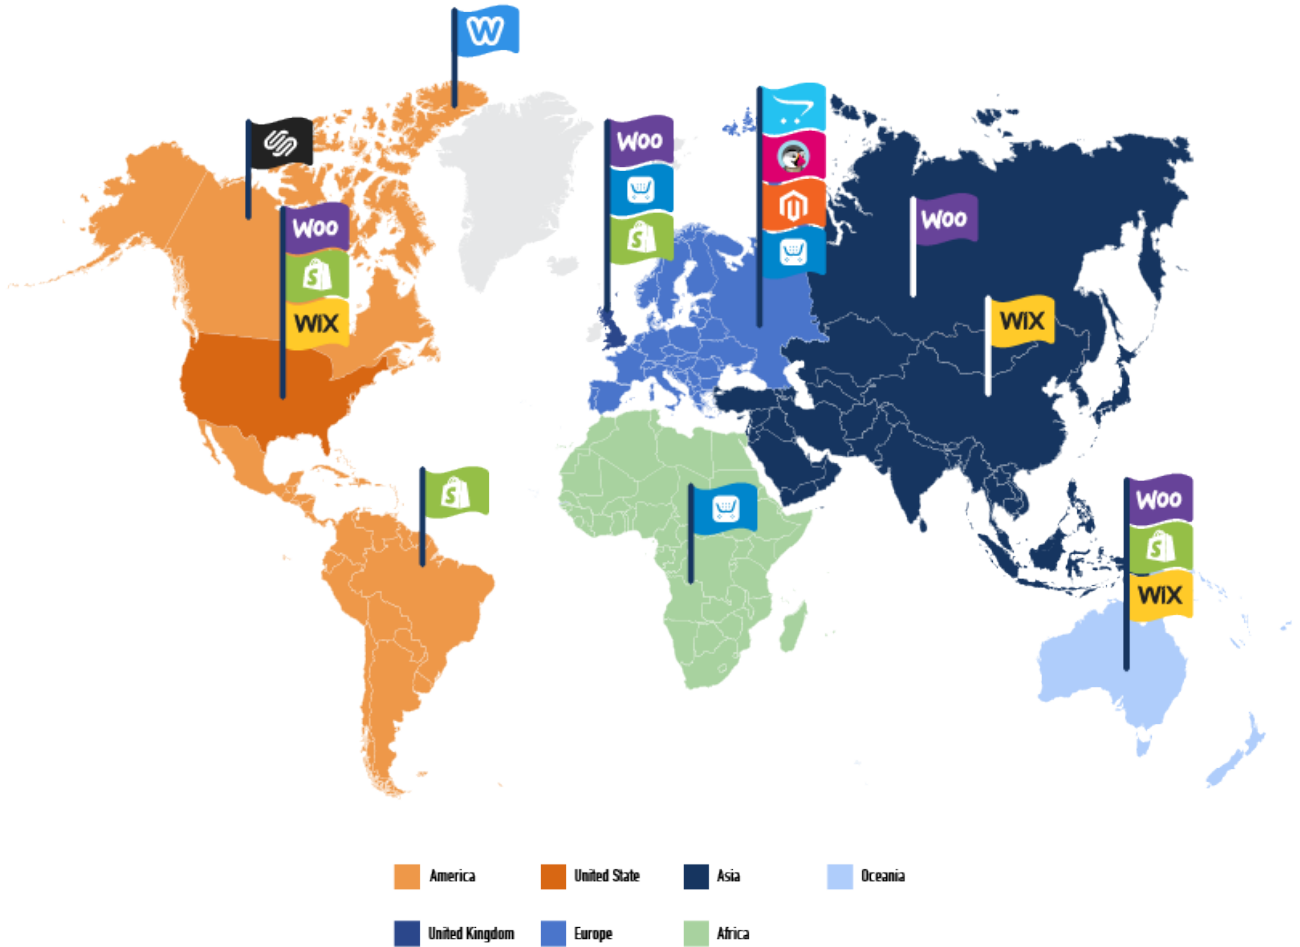 W
WOO
S
WIX
WOO
S
WOO
WIX
S
WOO
S
WIX
America
United State
Asia
Oceania
United Kingdom
Europe
Africa